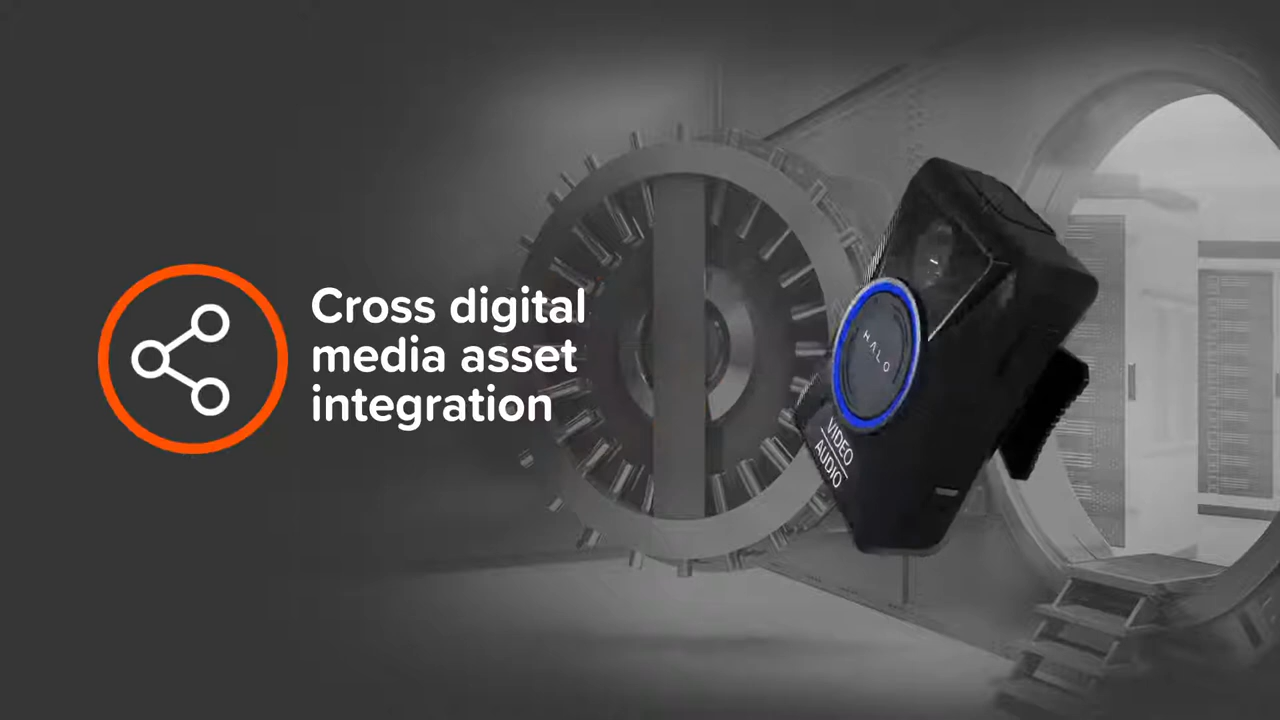 Cross digital
media asset
integration
HALO
VIDEO
AUDIO